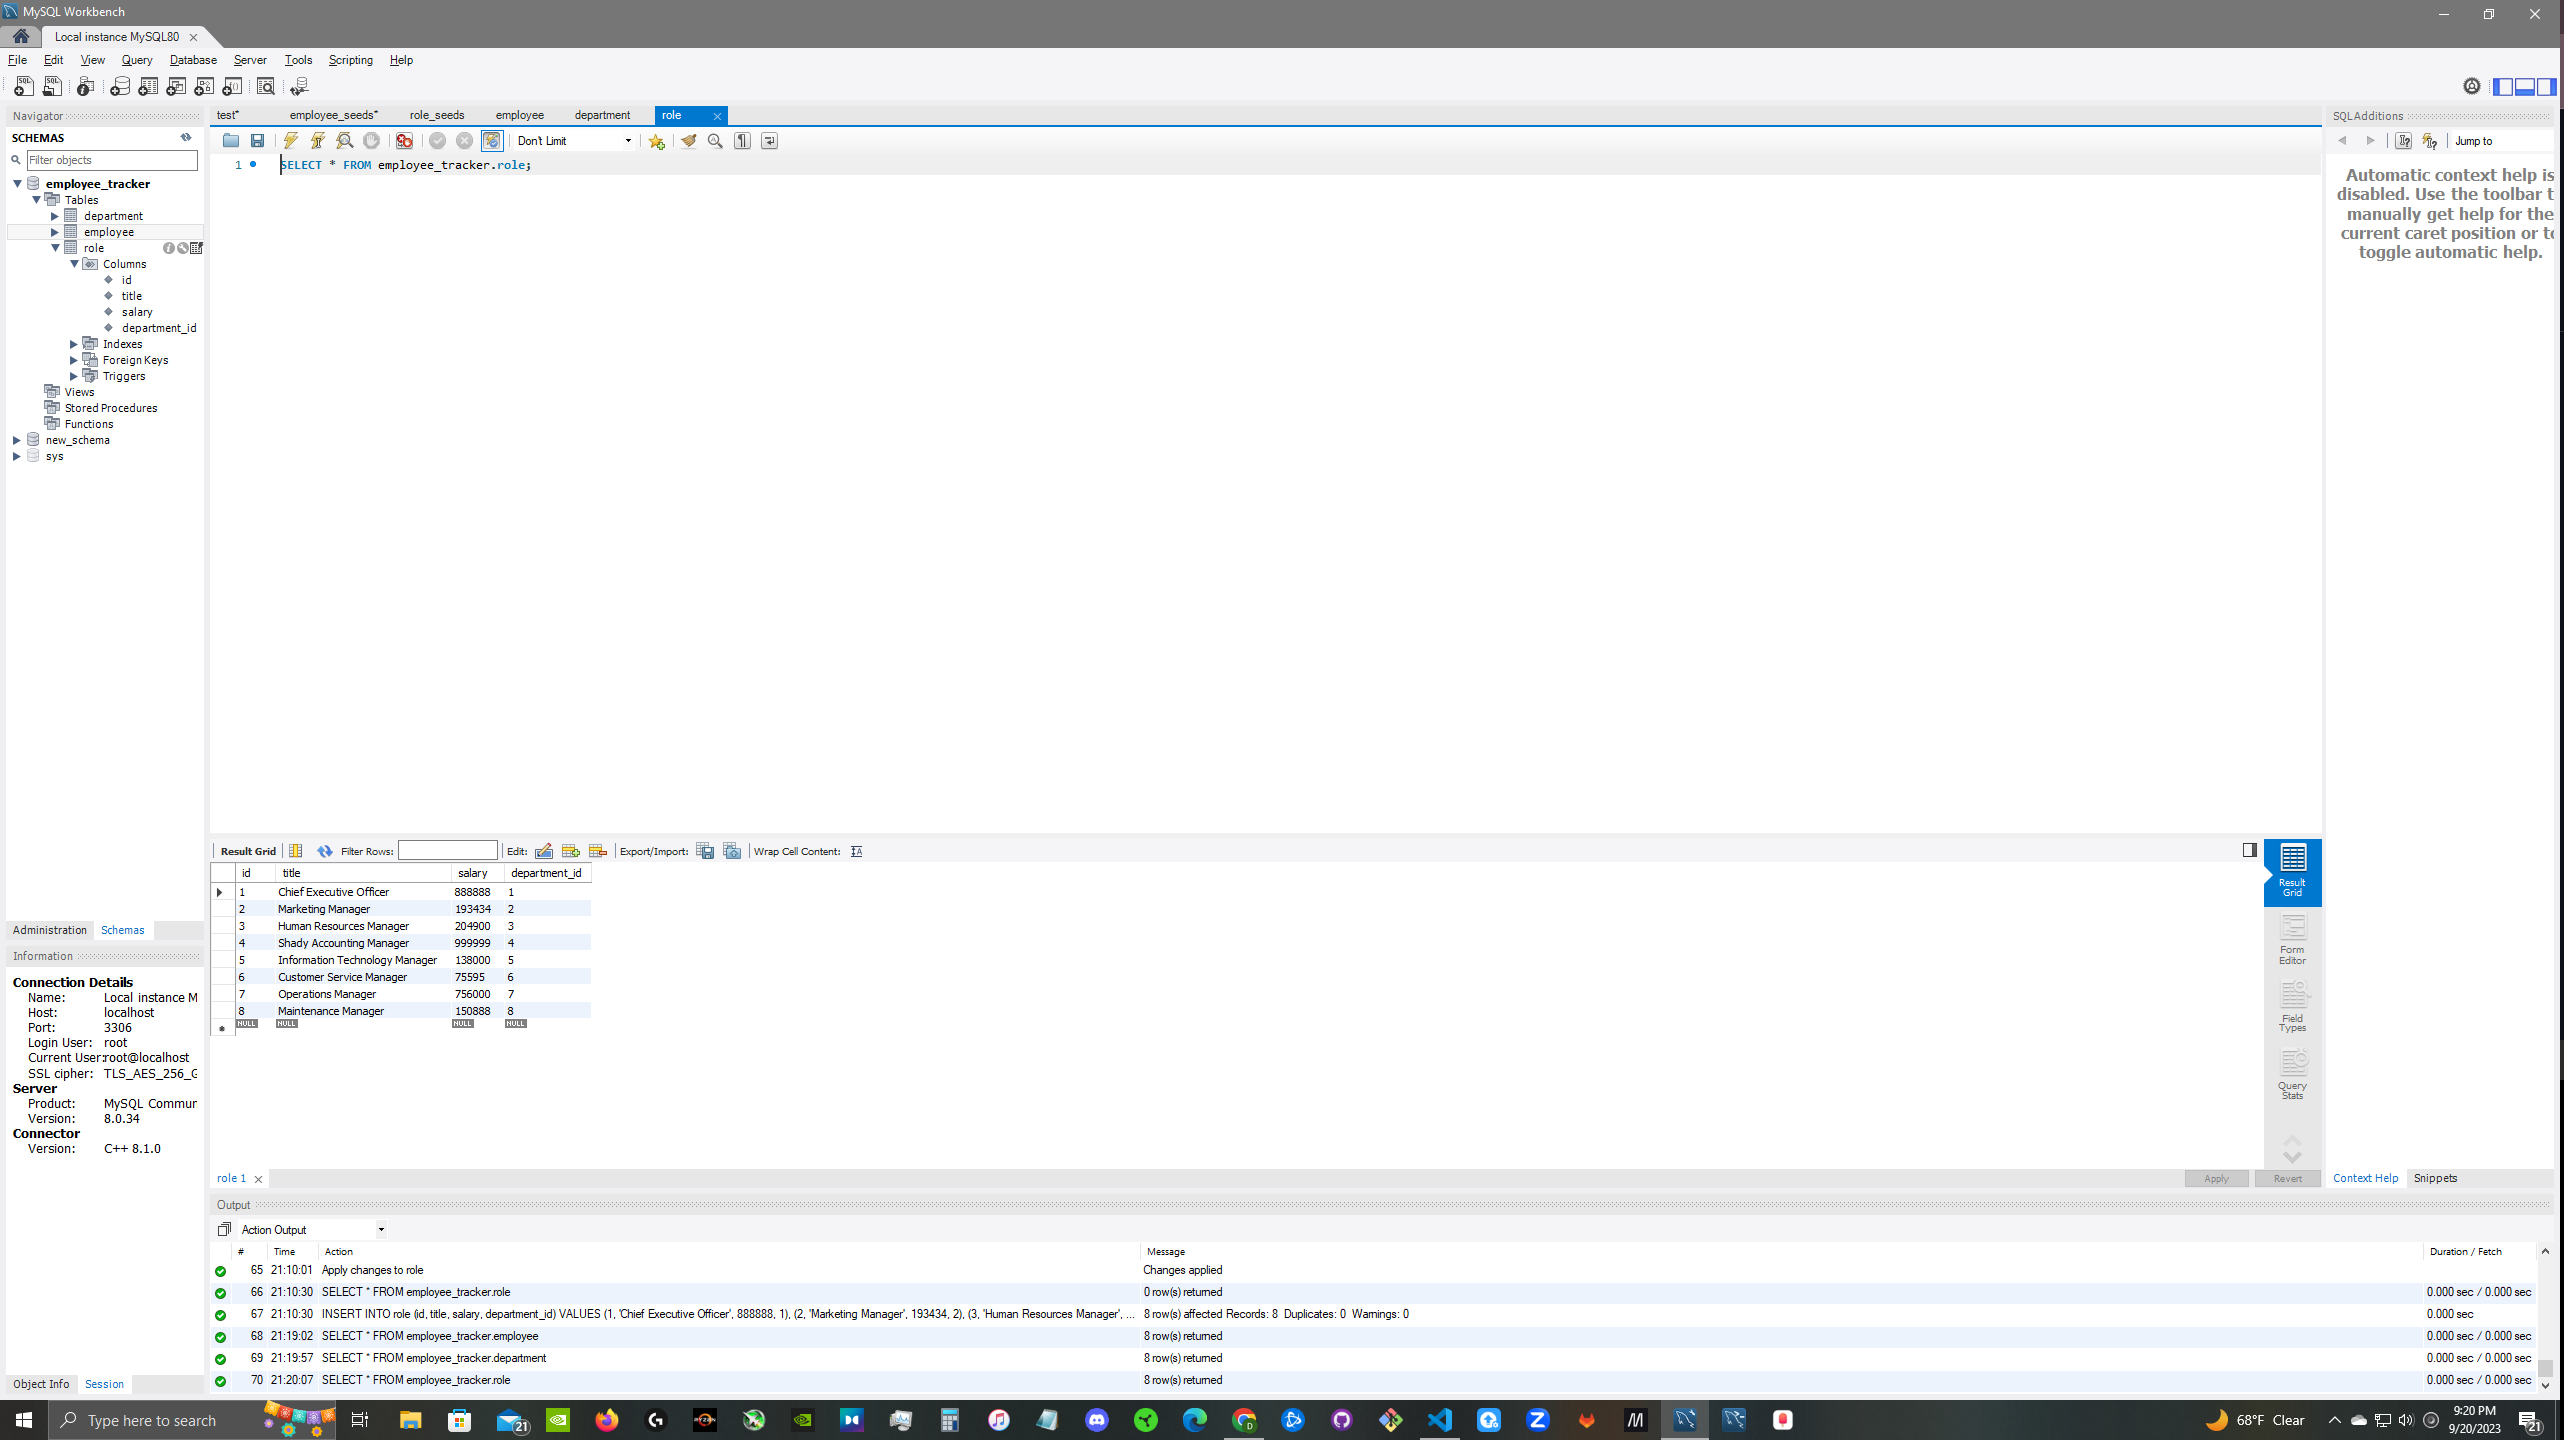 MySQL Workbench
Local instance MySQL80
File Edit View Query Database Server Tools Scripting Help
Navigator
SCHEMAS
Filter objects
employee_tracker
Tables
department
employee
role
Columns
id
title
salary
department_id
Indexes
Foreign Keys
Triggers
Views
Stored Procedures
Functions
new_schema
sys
Administration Schemas
Information
Connection Details
Name: Local instance M
Host: localhost
Port: 3306
Login User: root
Current User: root@localhost
SSL cipher: TLS_AES_256_G
Server
Product: MySQL Commun
Version: 8.0.34
Connector
Version: C++ 8.1.0
Object Info Session
test* employee_seeds* role_seeds employee department role
Don't Limit
1 SELECT * FROM employee_tracker.role;
Result Grid Filter Rows: Edit: Export/Import: Wrap Cell Content:
id title salary department_id
1 Chief Executive Officer 888888 1
2 Marketing Manager 193434 2
3 Human Resources Manager 204900 3
4 Shady Accounting Manager 999999 4
5 Information Technology Manager 138000 5
6 Customer Service Manager 75595 6
7 Operations Manager 756000 7
8 Maintenance Manager 150888 8
NULL NULL NULL NULL
Result
Grid
Form
Editor
Field
Types
Query
Stats
role 1
Apply Revert
SQLAdditions
Jump to
Automatic context help is
disabled. Use the toolbar t
manually get help for the
current caret position or to
toggle automatic help.
Context Help Snippets
Output
Action Output
# Time Action Message Duration / Fetch
65 21:10:01 Apply changes to role Changes applied
66 21:10:30 SELECT * FROM employee_tracker.role 0 row(s) returned 0.000 sec / 0.000 sec
67 21:10:30 INSERT INTO role (id, title, salary, department_id) VALUES (1, 'Chief Executive Officer', 888888, 1), (2, 'Marketing Manager', 193434, 2), (3, 'Human Resources Manager', ... 8 row(s) affected Records: 8 Duplicates: 0 Warnings: 0 0.000 sec
68 21:19:02 SELECT * FROM employee_tracker.employee 8 row(s) returned 0.000 sec / 0.000 sec
69 21:19:57 SELECT * FROM employee_tracker.department 8 row(s) returned 0.000 sec / 0.000 sec
70 21:20:07 SELECT * FROM employee_tracker.role 8 row(s) returned 0.000 sec / 0.000 sec
Type here to search
21
RYZEN
68°F Clear
9:20 PM
9/20/2023
21